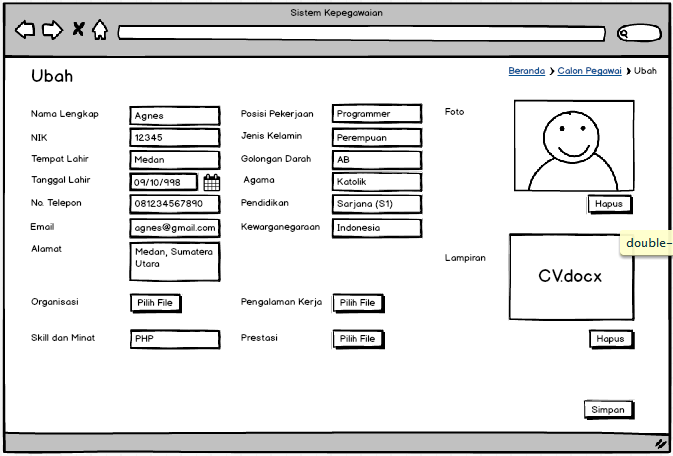 Sistem Kepegawaian
Ubah
Beranda ❯ Calon Pegawai ❯ Ubah
Nama Lengkap
Agnes
Posisi Pekerjaan
Programmer
Foto
NIK
12345
Jenis Kelamin
Perempuan
Tempat Lahir
Medan
Golongan Darah
AB
Tanggal Lahir
09/10/998
Agama
Katolik
No. Telepon
081234567890
Pendidikan
Sarjana (S1)
Hapus
Email
agnes@gmail.com
Kewarganegaraan
Indonesia
double-
Alamat
Medan, Sumatera
Utara
Lampiran
CV.docx
Organisasi
Pilih File
Pengalaman Kerja
Pilih File
Skill dan Minat
PHP
Prestasi
Pilih File
Hapus
Simpan